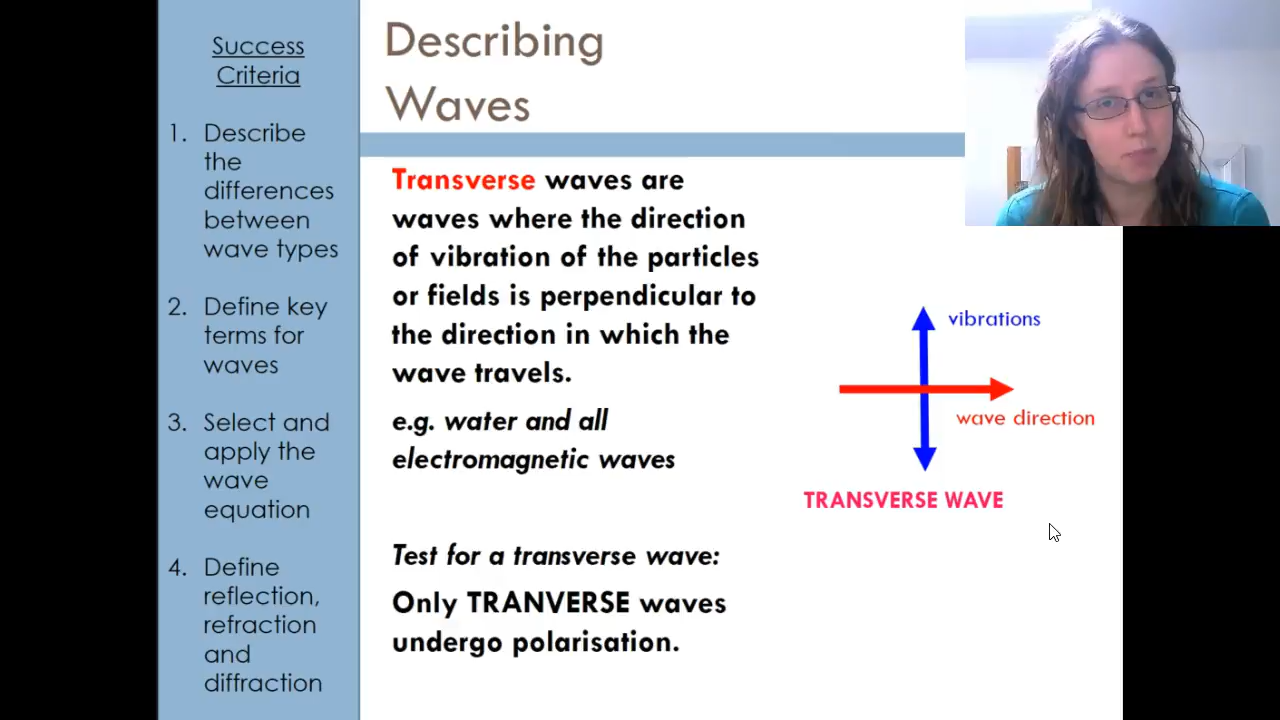 Success
Criteria
1. Describe
the
differences
between
wave types
2. Define key
terms for
waves
3. Select and
apply the
wave
equation
4. Define
reflection,
refraction
and
diffraction
Describing
Waves
Transverse waves are
waves where the direction
of vibration of the particles
or fields is perpendicular to
the direction in which the
wave travels.
e.g. water and all
electromagnetic waves
Test for a transverse wave:
Only TRANVERSE waves
undergo polarisation.
vibrations
wave direction
TRANSVERSE WAVE